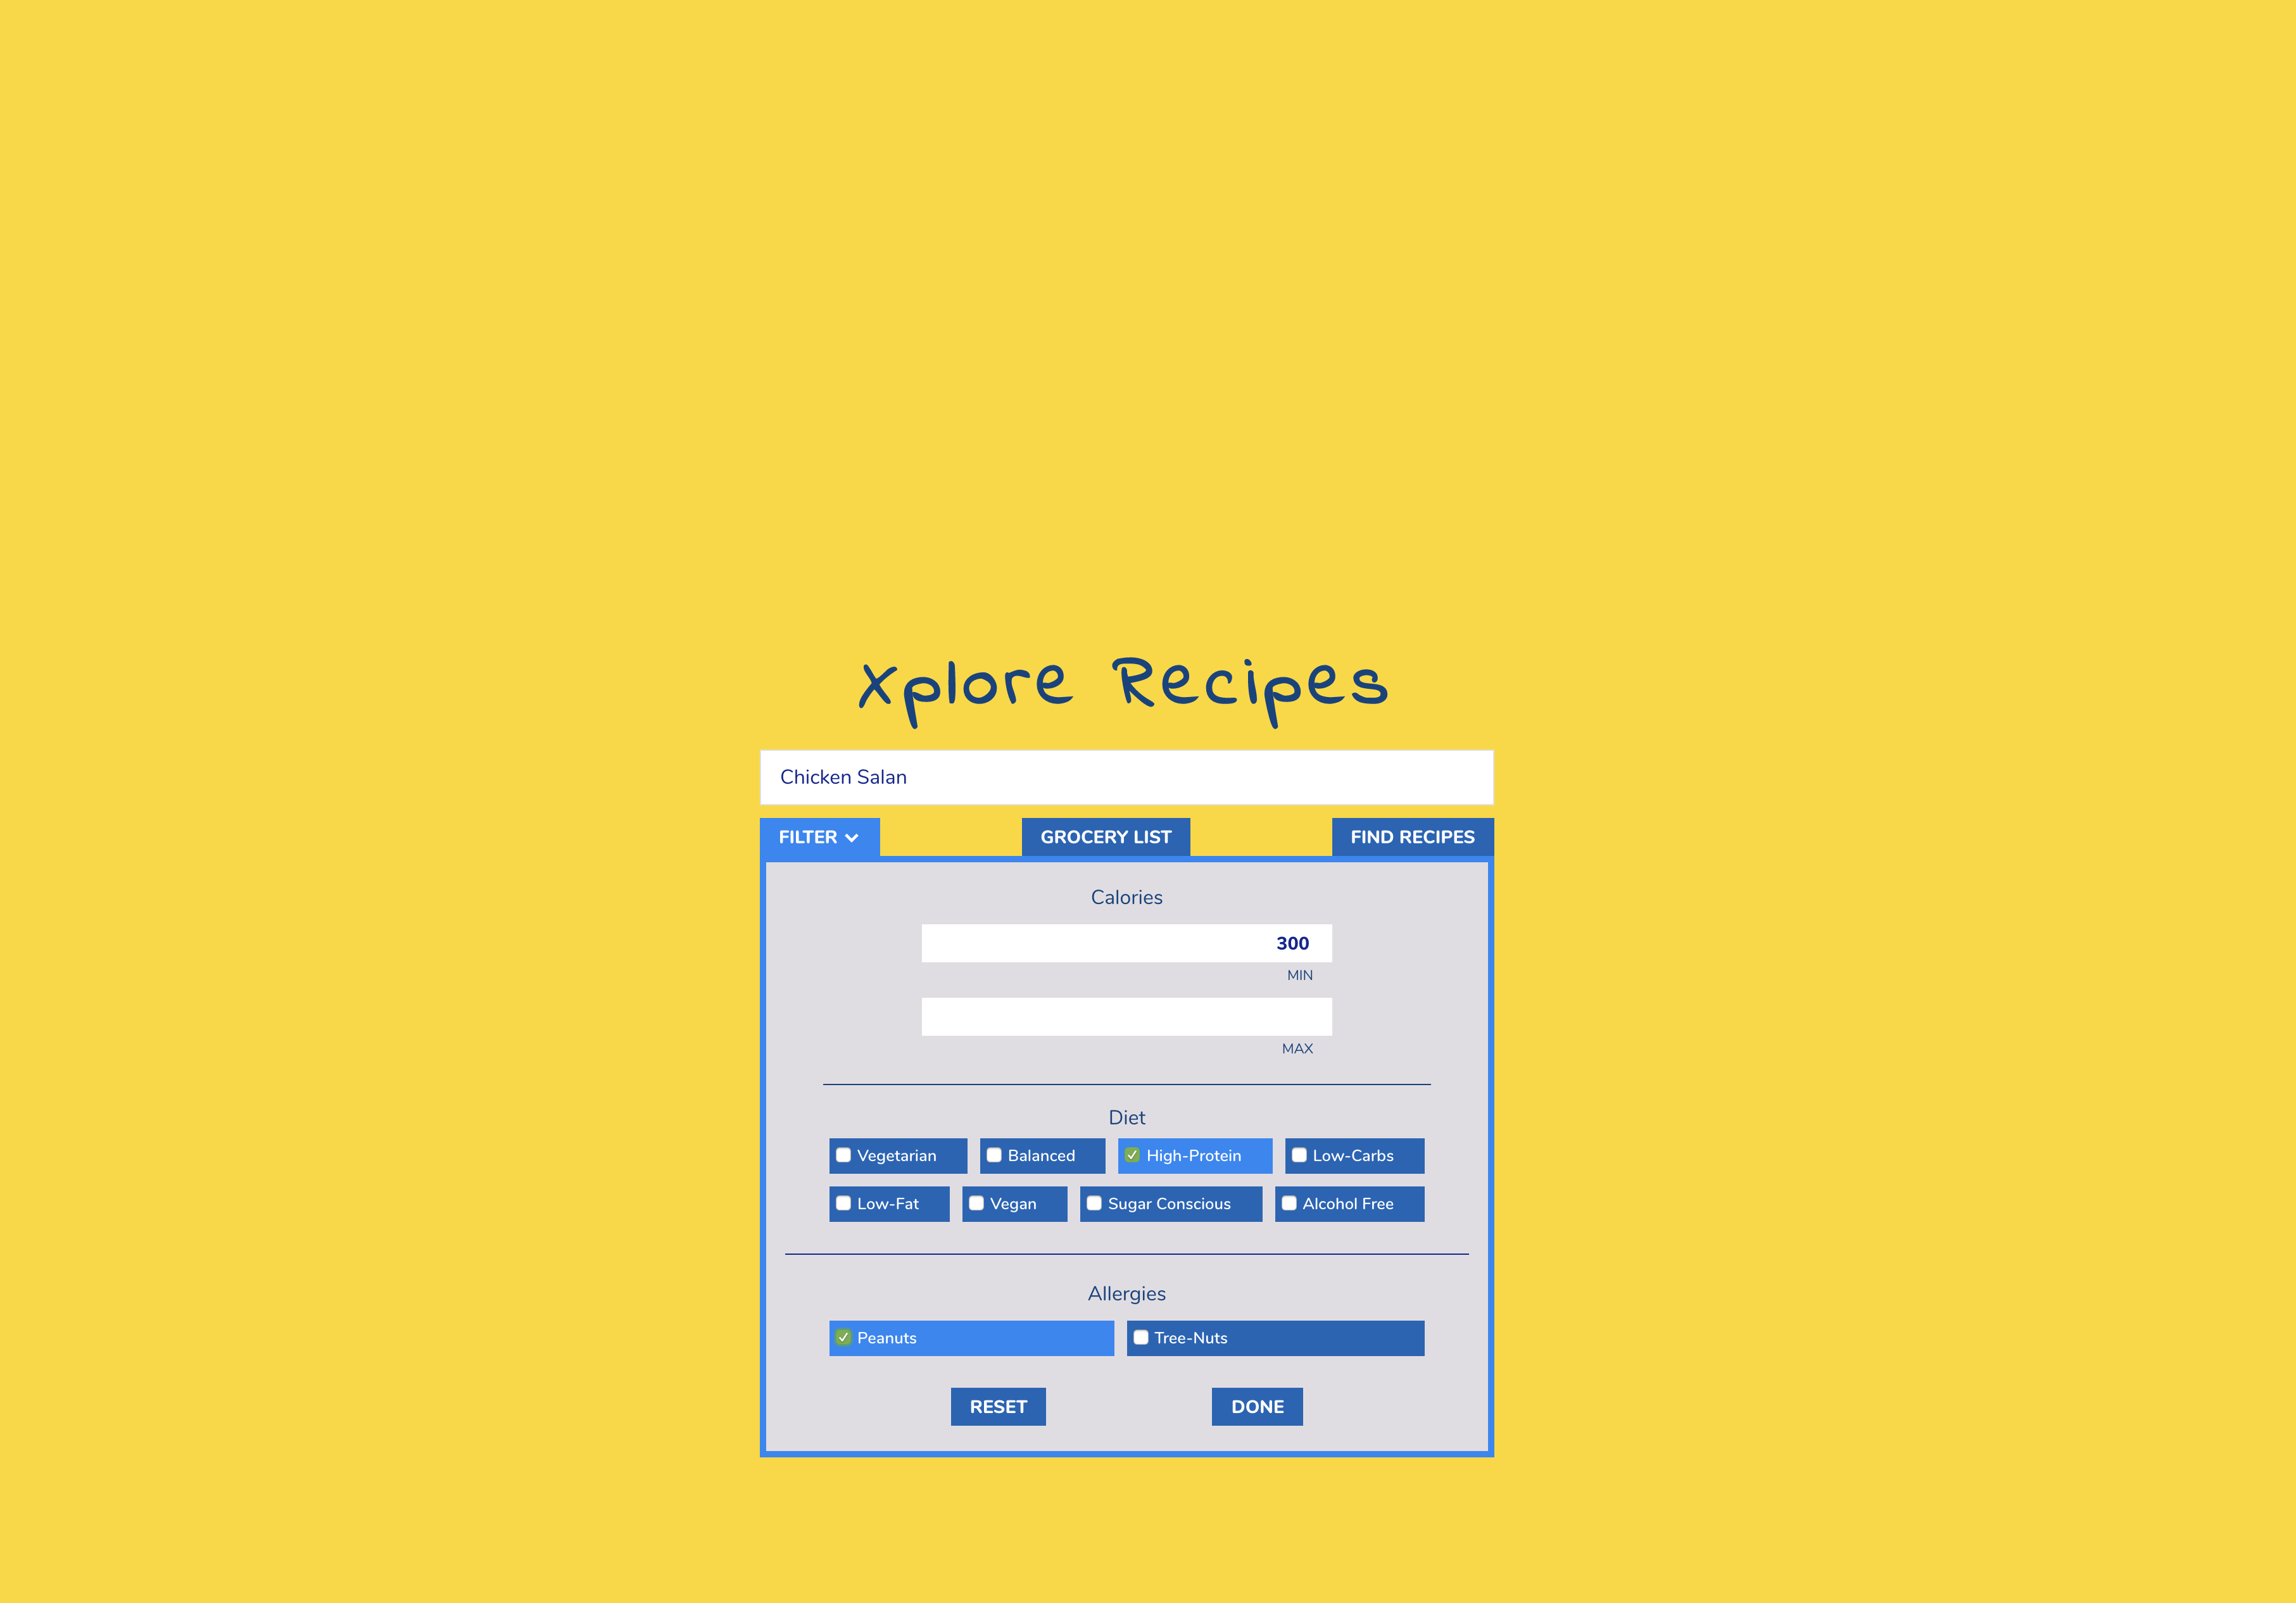 Xplore Recipes
Chicken Salan
FILTER GROCERY LIST FIND RECIPES
Calories
300
MIN
MAX
Diet
Vegetarian Balanced High-Protein Low-Carbs
Low-Fat Vegan Sugar Conscious Alcohol Free
Allergies
Peanuts Tree-Nuts
RESET DONE